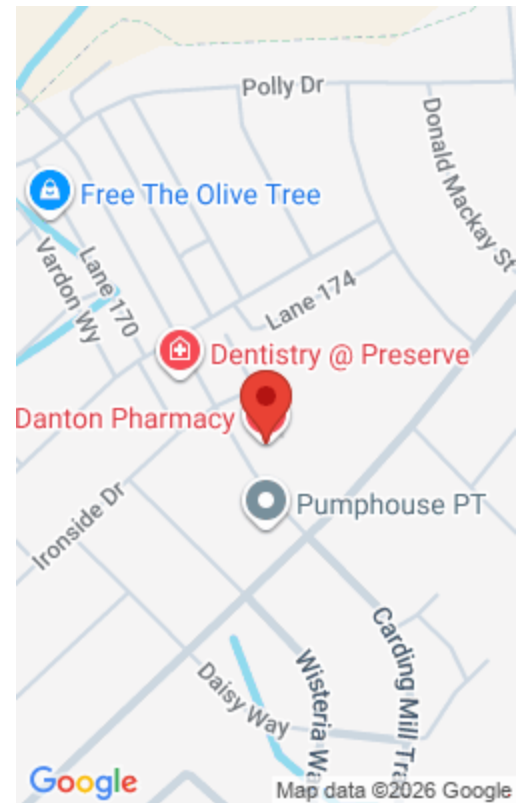 Polly Dr
Donald Mackay St
Free The Olive Tree
Vardon Wy
Lane 170
Lane 174
Dentistry @ Preserve
Danton Pharmacy
Ironside Dr
Pumphouse PT
Carding Mill Tra
Wisteria Wa
Daisy Way
Google
Map data ©2026 Google